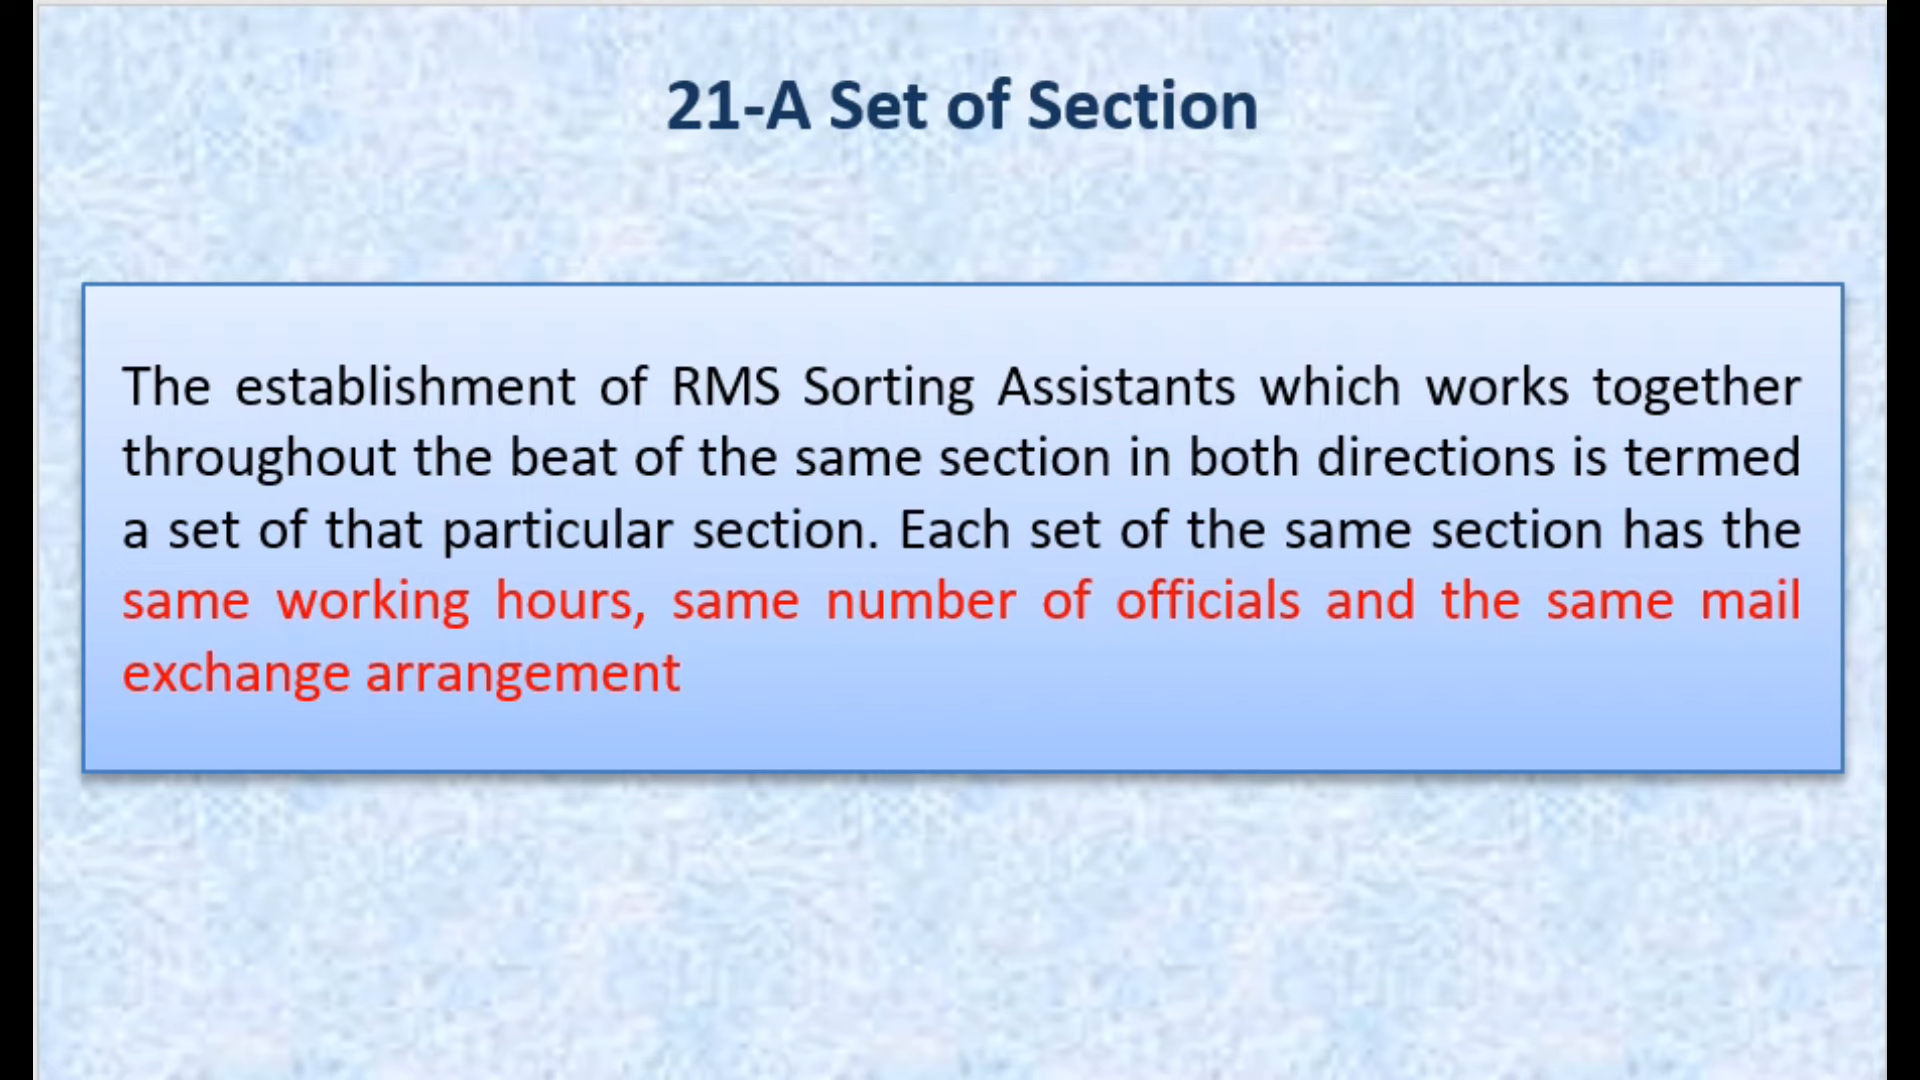 21-A Set of Section
The establishment of RMS Sorting Assistants which works together
throughout the beat of the same section in both directions is termed
a set of that particular section. Each set of the same section has the
same working hours, same number of officials and the same mail
exchange arrangement